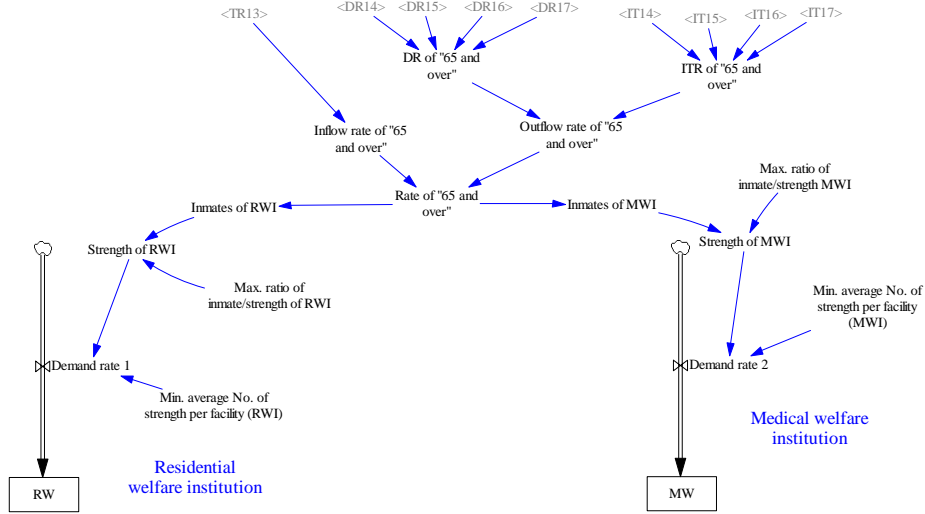 <TR13>
<DR14>
<DR15>
<DR16>
<DR17>
<IT14>
<IT15>
<IT16>
<IT17>
DR of "65 and
over"
ITR of "65 and
over"
Inflow rate of "65
and over"
Outflow rate of "65
and over"
Max. ratio of
inmate/strength MWI
Rate of "65 and
over"
Inmates of RWI
Inmates of MWI
Strength of RWI
Strength of MWI
Max. ratio of
inmate/strength of RWI
Min. average No. of
strength per facility
(MWI)
Demand rate 1
Demand rate 2
Min. average No. of
strength per facility (RWI)
Medical welfare
institution
Residential
welfare institution
RW
MW